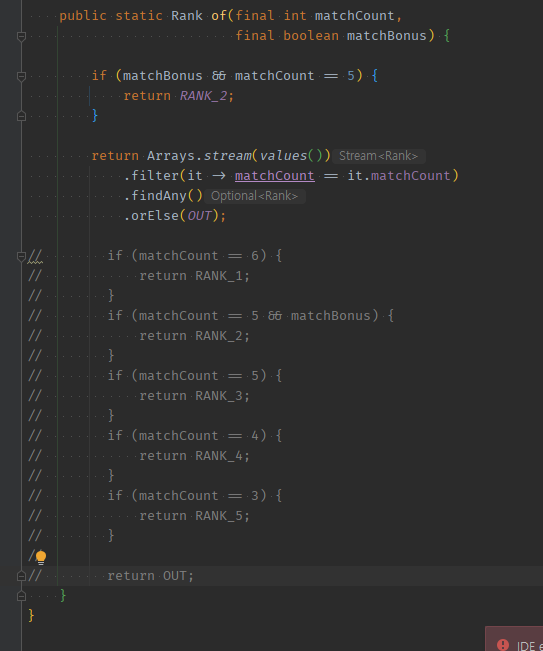 public static Rank of(final int matchCount,
final boolean matchBonus) {
if (matchBonus && matchCount == 5) {
return RANK_2;
}
return Arrays.stream(values()) Stream<Rank>
.filter(it -> matchCount == it.matchCount)
.findAny() Optional<Rank>
.orElse(OUT);
// if (matchCount == 6) {
// return RANK_1;
// }
// if (matchCount == 5 && matchBonus) {
// return RANK_2;
// }
// if (matchCount == 5) {
// return RANK_3;
// }
// if (matchCount == 4) {
// return RANK_4;
// }
// if (matchCount == 3) {
// return RANK_5;
// }
//
// return OUT;
}
}
IDE e